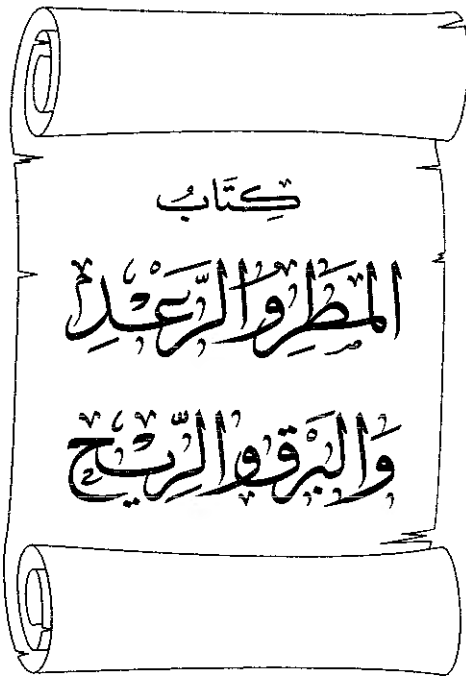 كِتَابُ
المَطَرِ وَالرَّعْدِ
وَالبَرْقِ وَالرِّيحِ